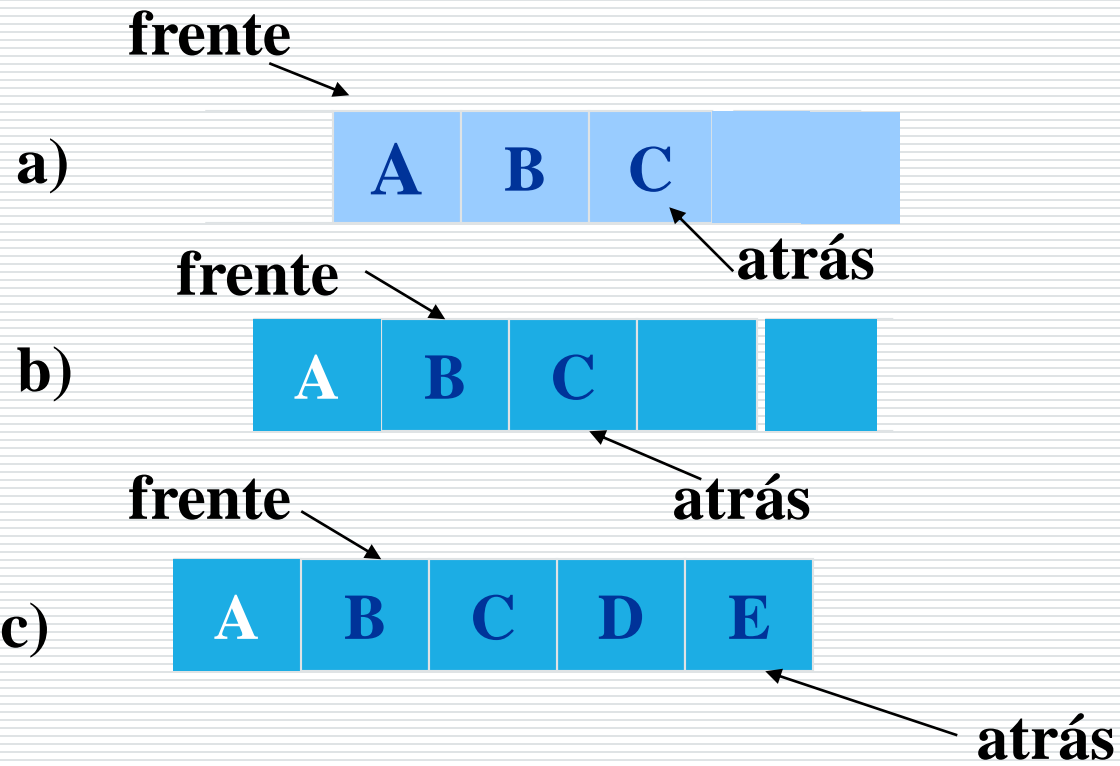 frente
a) A B C
atrás
frente
b) A B C
atrás
frente
c) A B C D E
atrás